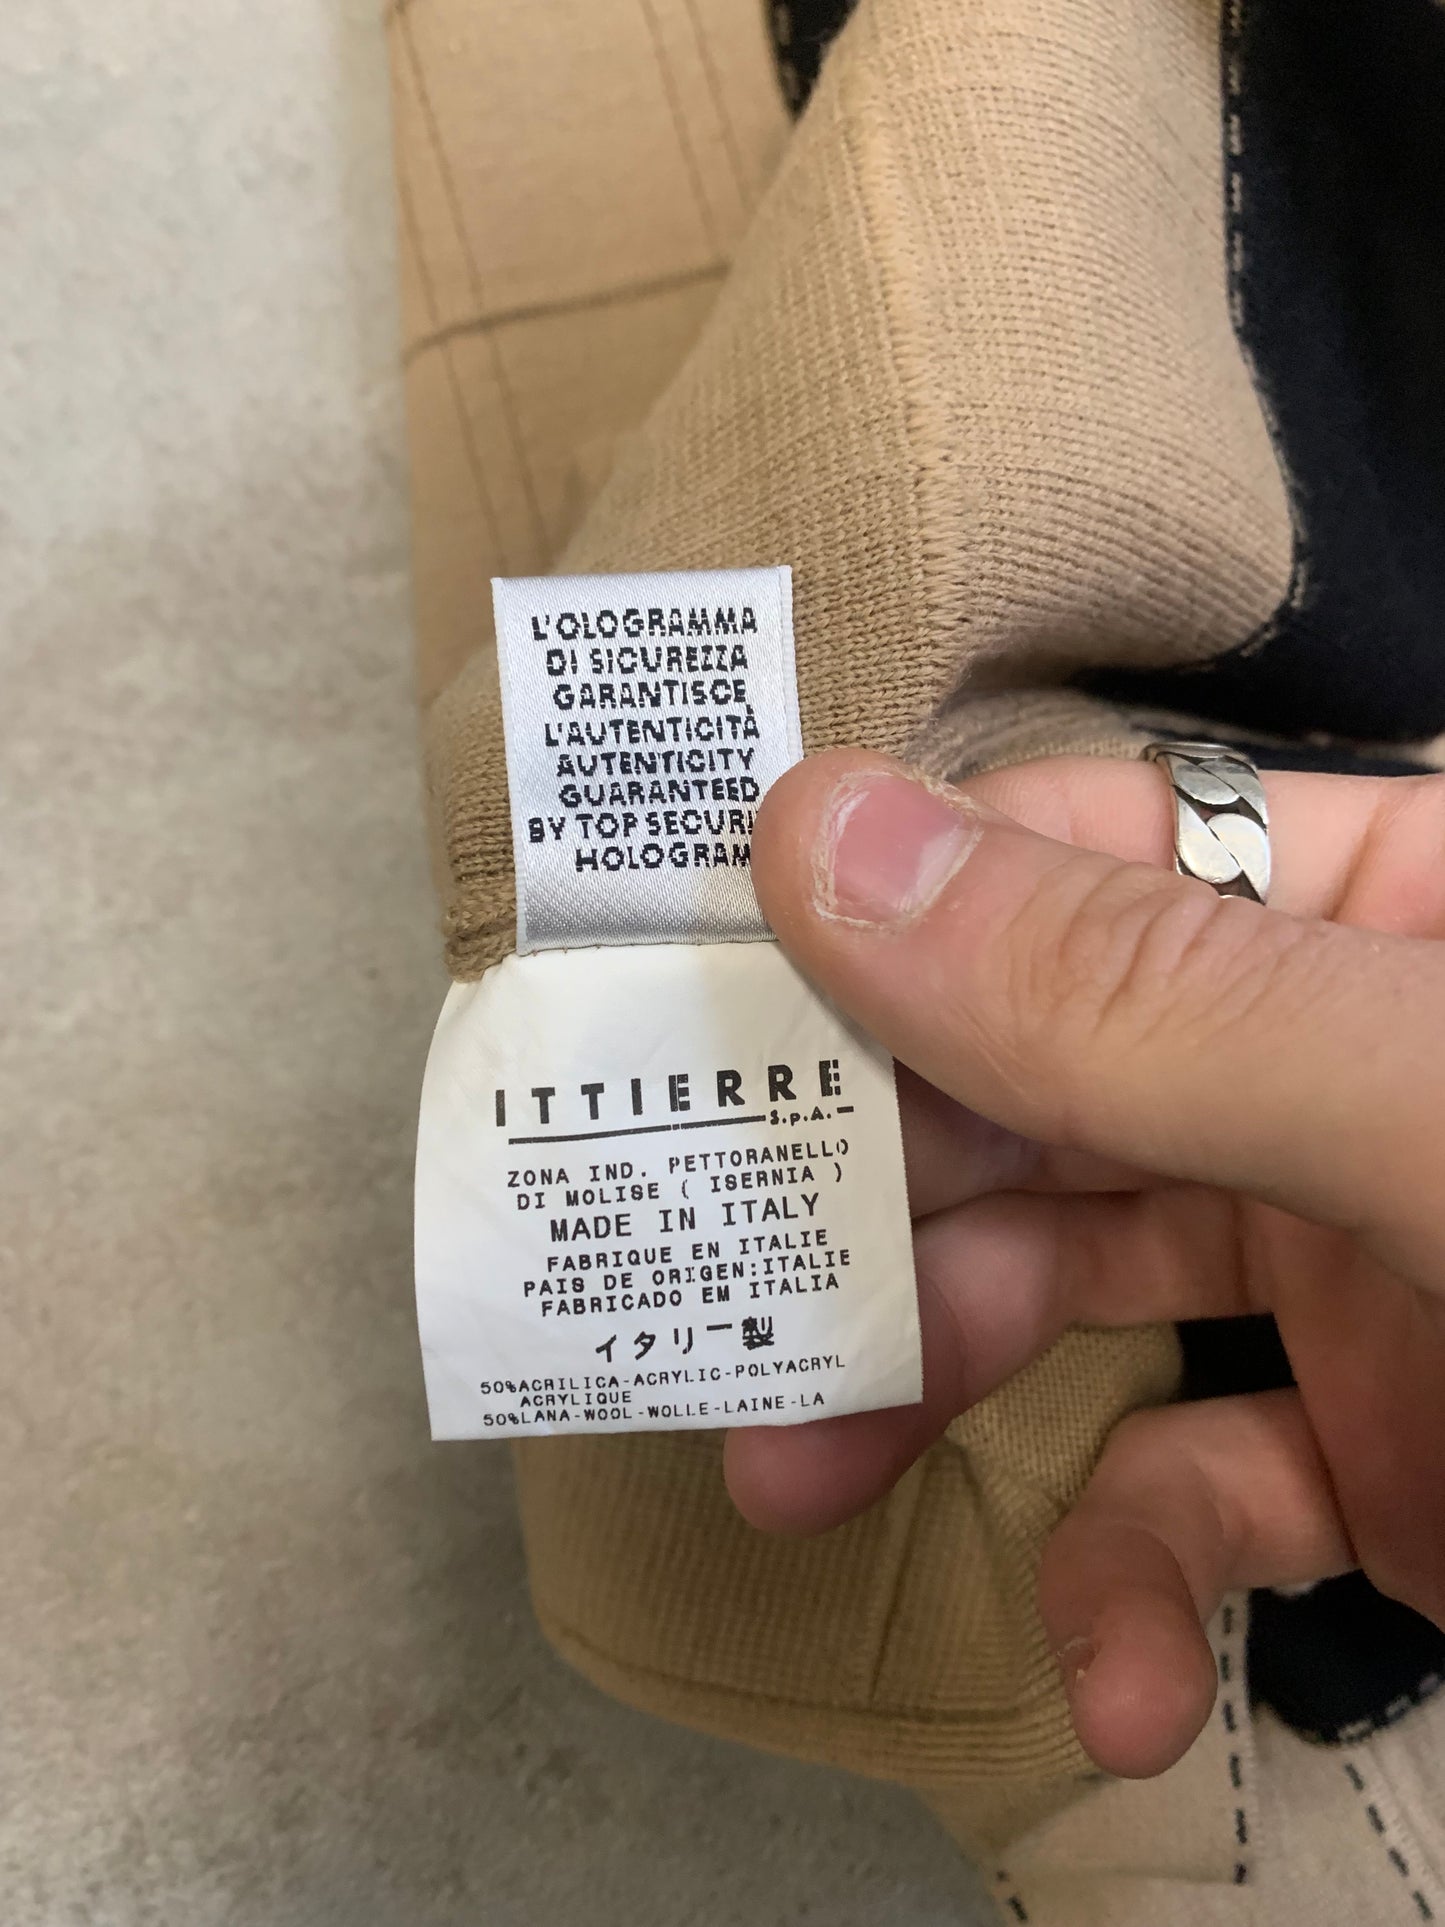 L'OLOGRAMMA
DI SICUREZZA
GARANTISCE
L'AUTENTICITÀ
AUTENTICITY
GUARANTEED
BY TOP SECURI
HOLOGRAM
ITTIERRE
S.p.A.
ZONA IND. PETTORANELLO
DI MOLISE ( ISERNIA )
MADE IN ITALY
FABRIQUE EN ITALIE
PAIS DE ORIGEN:ITALIE
FABRICADO EM ITALIA
イタリー製
50%ACRILICA-ACRYLIC-POLYACRYL
ACRYLIQUE
50%LANA-WOOL-WOLLE-LAINE-LA